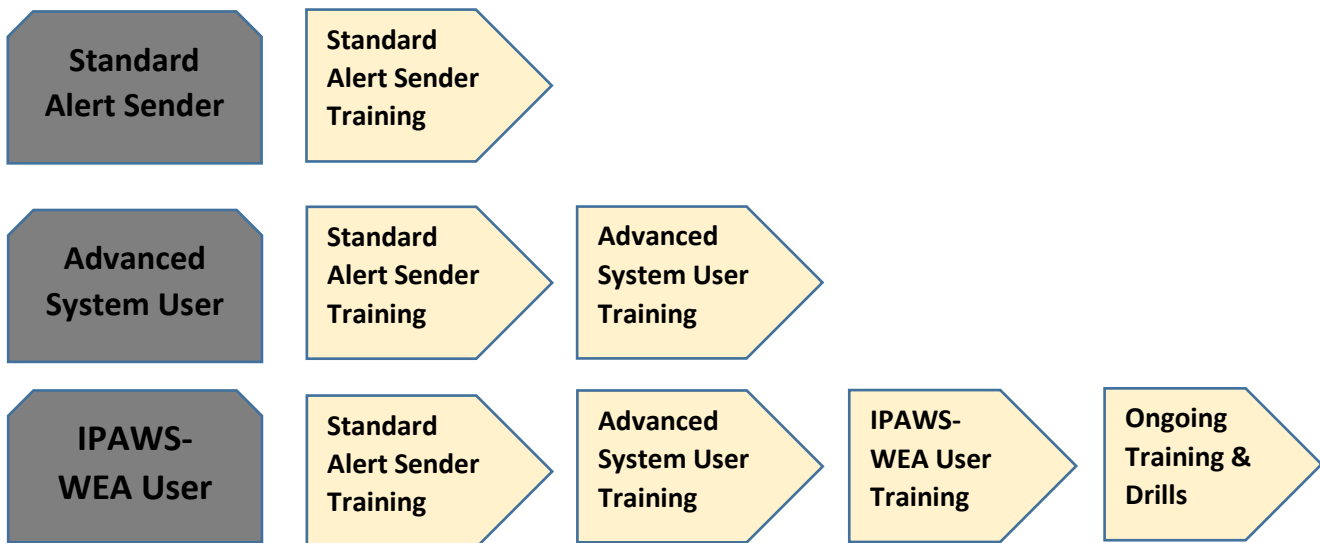 Standard
Alert Sender
Standard
Alert Sender
Training
Advanced
System User
Standard
Alert Sender
Training
Advanced
System User
Training
IPAWS-
WEA User
Standard
Alert Sender
Training
Advanced
System User
Training
IPAWS-
WEA User
Training
Ongoing
Training &
Drills